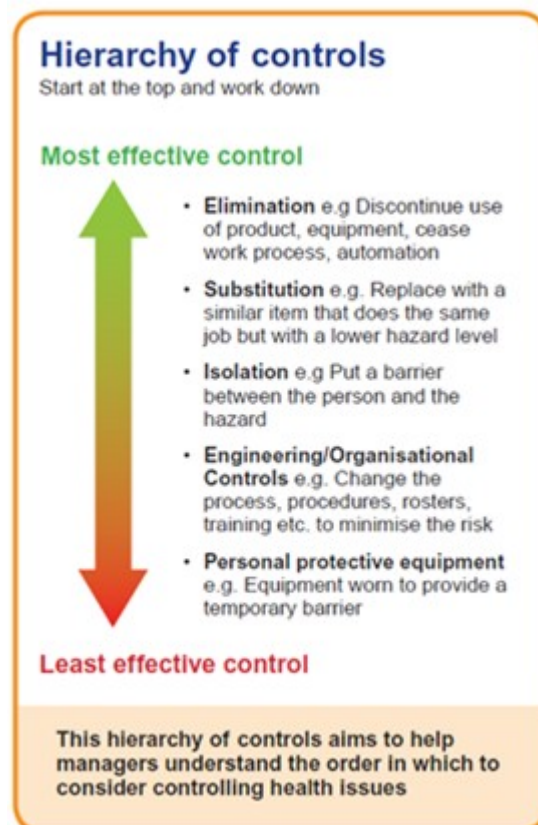 Hierarchy of controls
Start at the top and work down
Most effective control
• Elimination e.g Discontinue use
of product, equipment, cease
work process, automation
• Substitution e.g. Replace with a
similar item that does the same
job but with a lower hazard level
• Isolation e.g Put a barrier
between the person and the
hazard
• Engineering/Organisational
Controls e.g. Change the
process, procedures, rosters,
training etc. to minimise the risk
• Personal protective equipment
e.g. Equipment worn to provide a
temporary barrier
Least effective control
This hierarchy of controls aims to help
managers understand the order in which to
consider controlling health issues